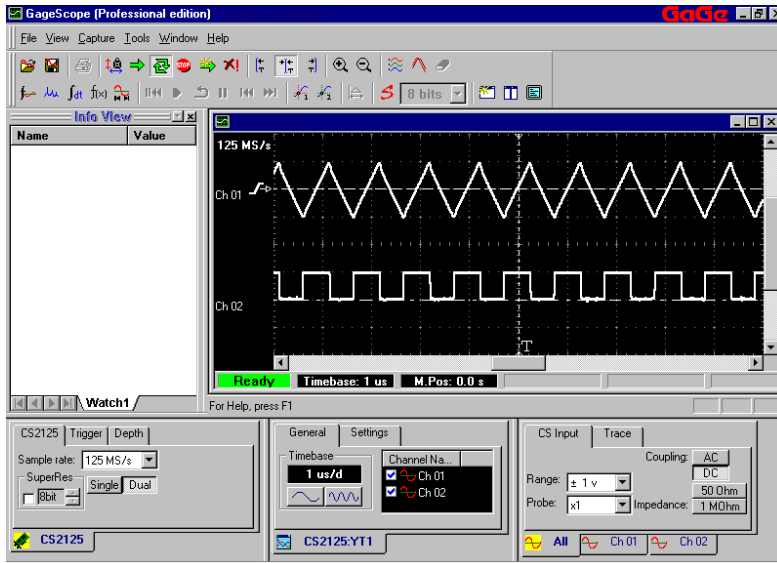 GageScope (Professional edition)
GaGe
File View Capture Tools Window Help
f(x)
8 bits
Info View
Name Value
Watch1
125 MS/s
Ch 01
Ch 02
T
Ready Timebase: 1 us M.Pos: 0.0 s
For Help, press F1
CS2125 Trigger Depth
Sample rate: 125 MS/s
SuperRes
8bit
Single Dual
CS2125
General Settings
Timebase
1 us/d
Channel Na...
Ch 01
Ch 02
CS2125:YT1
CS Input Trace
Coupling: AC
DC
Range: ± 1 v
50 Ohm
Probe: x1
Impedance: 1 MOhm
All Ch 01 Ch 02